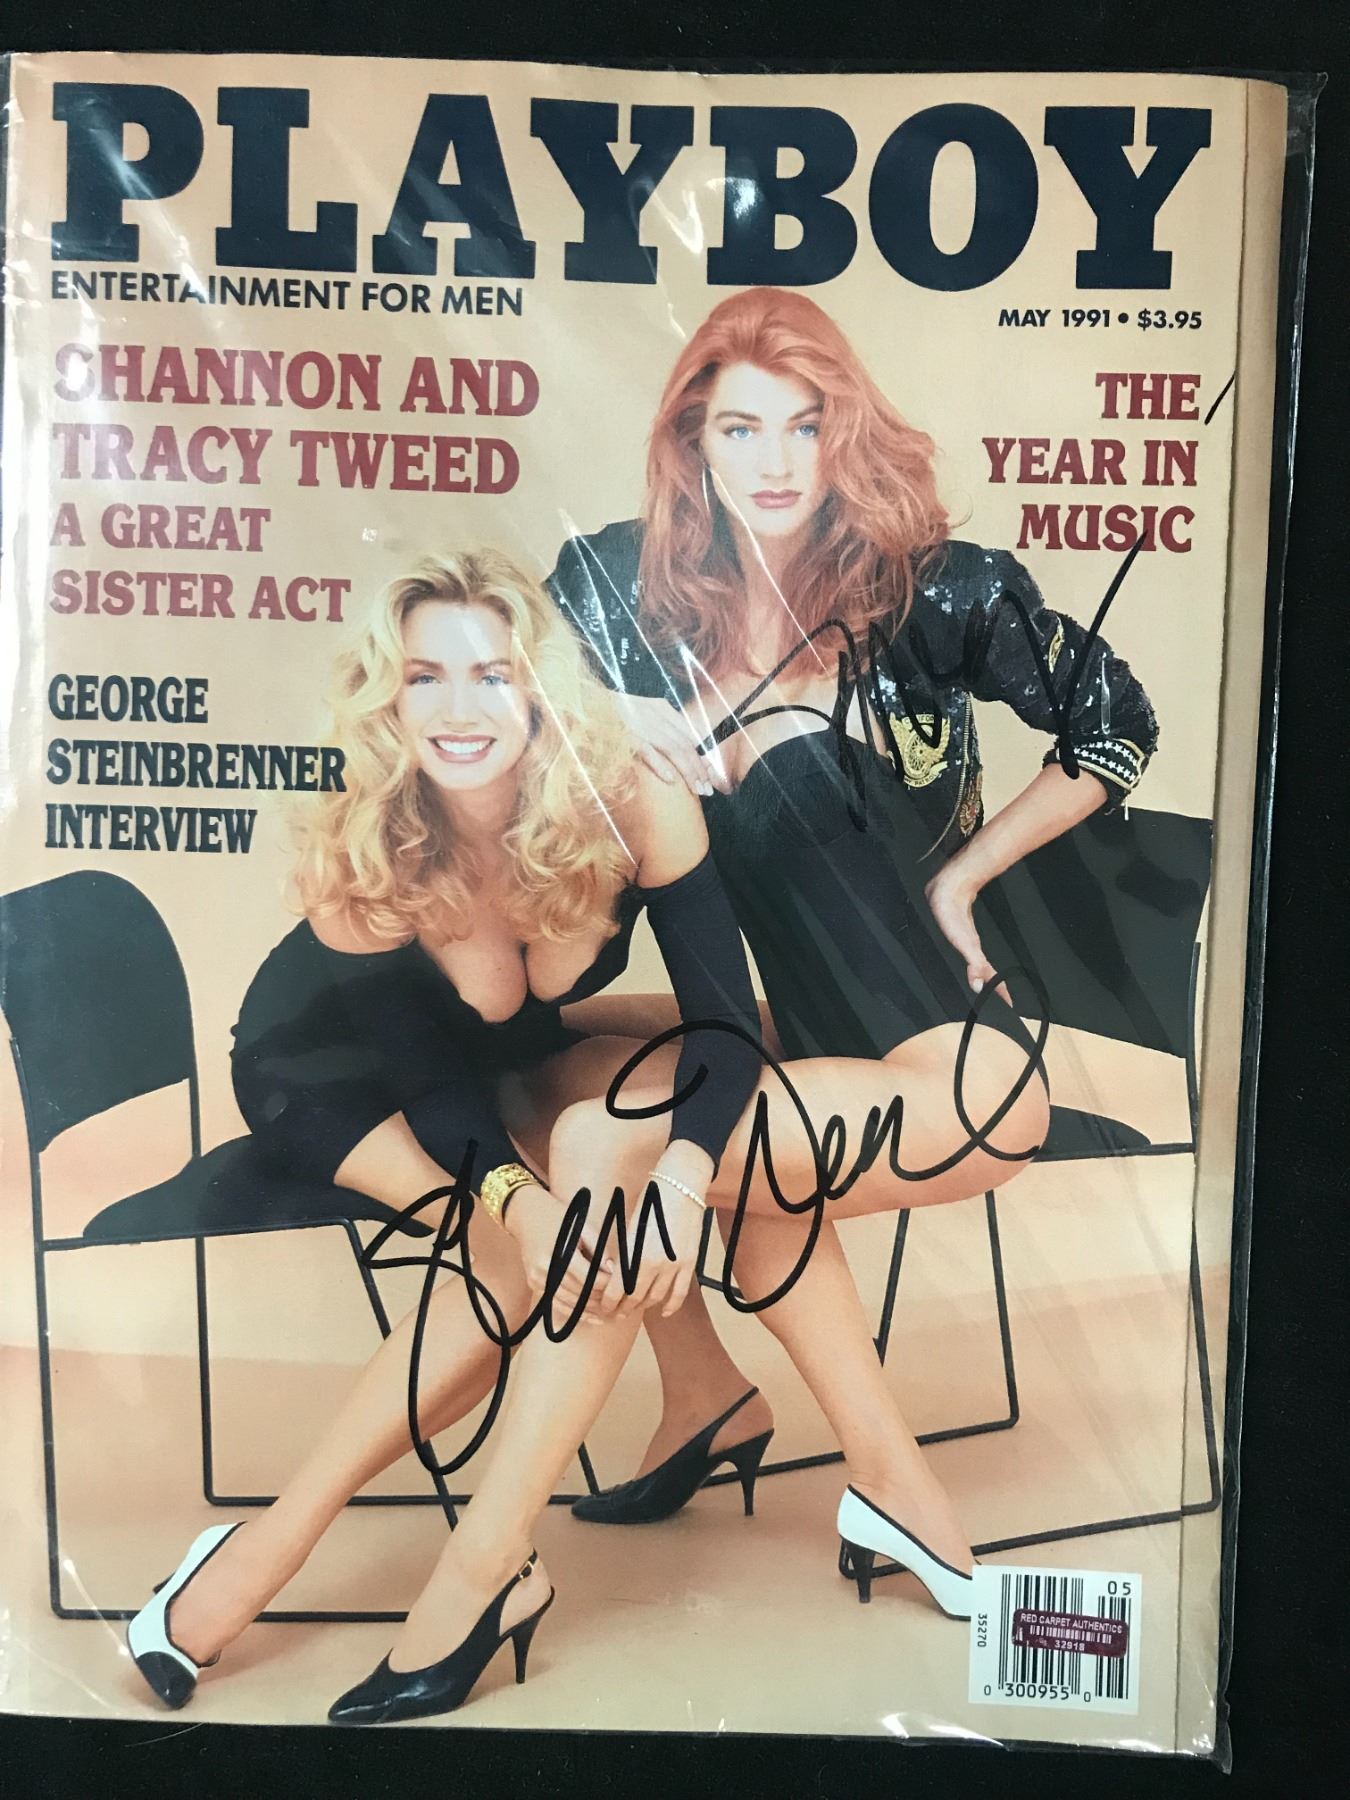 PLAYBOY
ENTERTAINMENT FOR MEN
MAY 1991 • $3.95
SHANNON AND
TRACY TWEED
A GREAT
SISTER ACT
GEORGE
STEINBRENNER
INTERVIEW
THE
YEAR IN
MUSIC
05
35270
RED CARPET AUTHENTICS
32918
0 300955 0